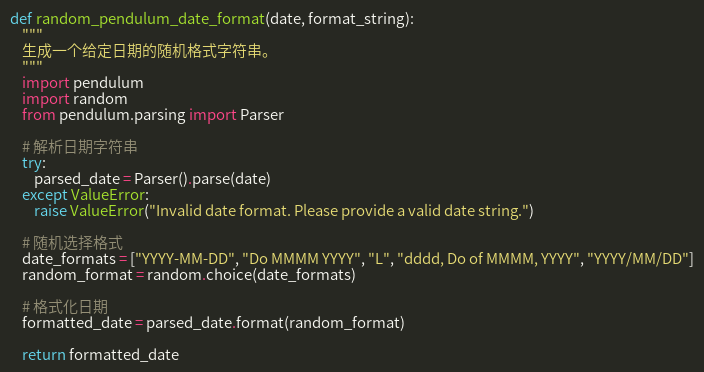 def random_pendulum_date_format(date, format_string):
    """
    生成一个给定日期的随机格式字符串。
    """
    import pendulum
    import random
    from pendulum.parsing import Parser

    # 解析日期字符串
    try:
        parsed_date = Parser().parse(date)
    except ValueError:
        raise ValueError("Invalid date format. Please provide a valid date string.")

    # 随机选择格式
    date_formats = ["YYYY-MM-DD", "Do MMMM YYYY", "L", "dddd, Do of MMMM, YYYY", "YYYY/MM/DD"]
    random_format = random.choice(date_formats)

    # 格式化日期
    formatted_date = parsed_date.format(random_format)

    return formatted_date